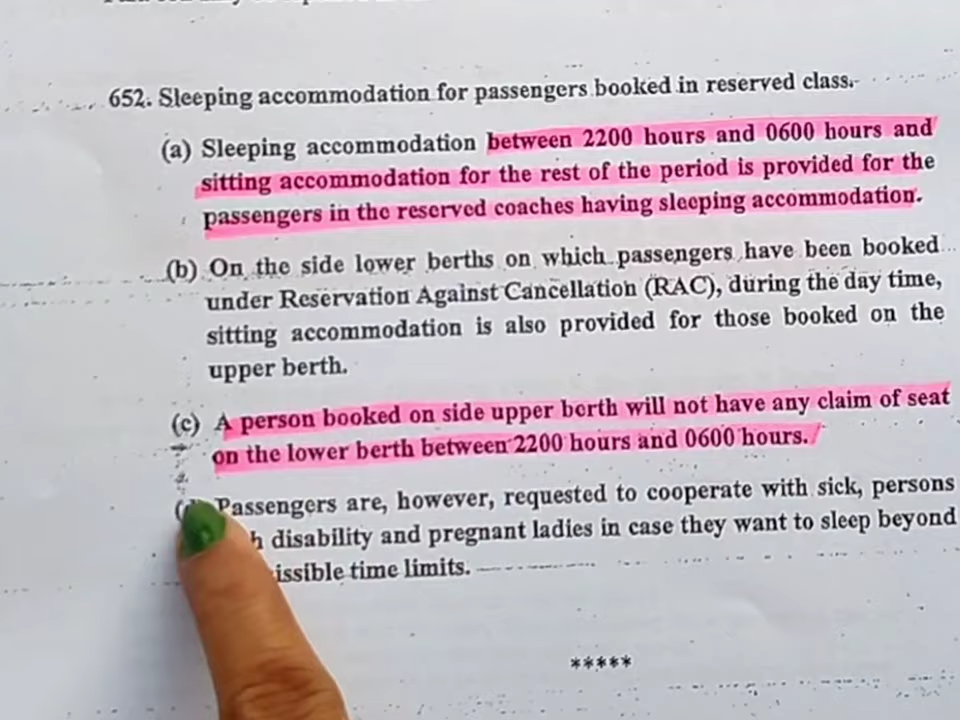 652. Sleeping accommodation for passengers booked in reserved class.
(a) Sleeping accommodation between 2200 hours and 0600 hours and
sitting accommodation for the rest of the period is provided for the
passengers in the reserved coaches having sleeping accommodation.
(b) On the side lower berths on which passengers have been booked
under Reservation Against Cancellation (RAC), during the day time,
sitting accommodation is also provided for those booked on the
upper berth.
(c) A person booked on side upper berth will not have any claim of seat
on the lower berth between 2200 hours and 0600 hours.
Passengers are, however, requested to cooperate with sick, persons
disability and pregnant ladies in case they want to sleep beyond
issible time limits.
*****